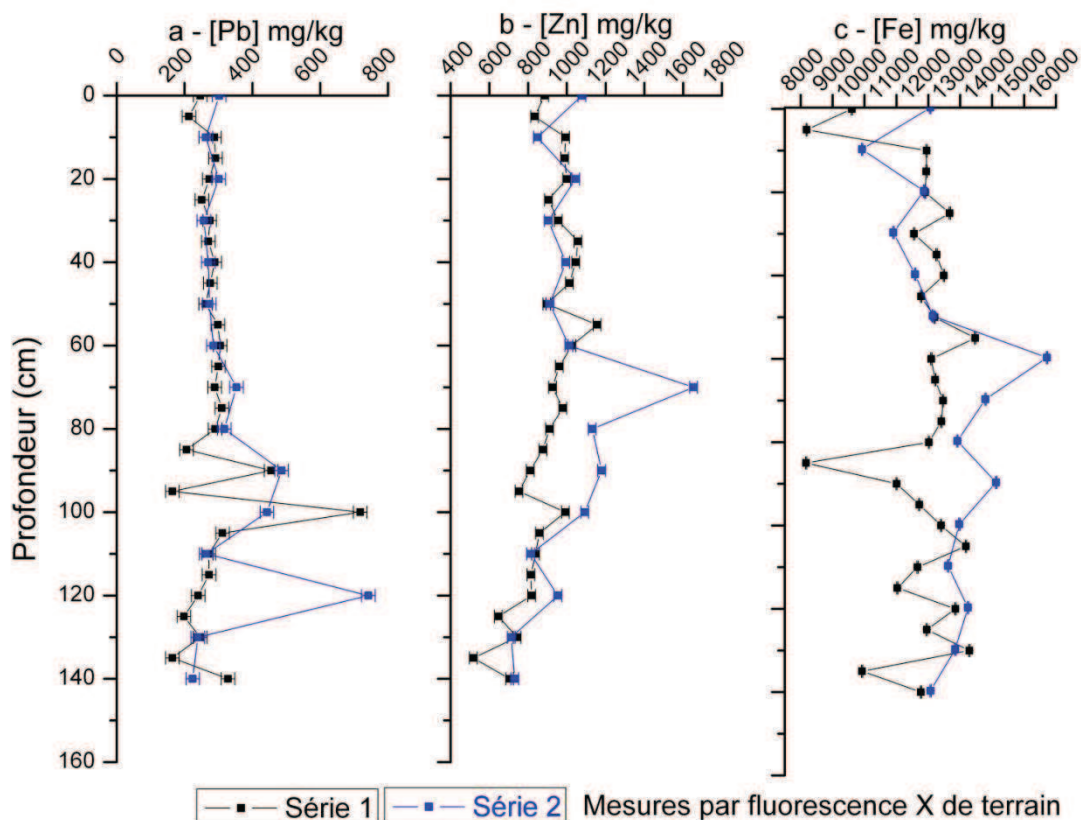 a - [Pb] mg/kg
b - [Zn] mg/kg
c - [Fe] mg/kg
0 200 400 600 800
400 600 800 1000 1200 1400 1600 1800
8000 9000 10000 11000 12000 13000 14000 15000 16000
Profondeur (cm)
0
20
40
60
80
100
120
140
160
Série 1
Série 2
Mesures par fluorescence X de terrain